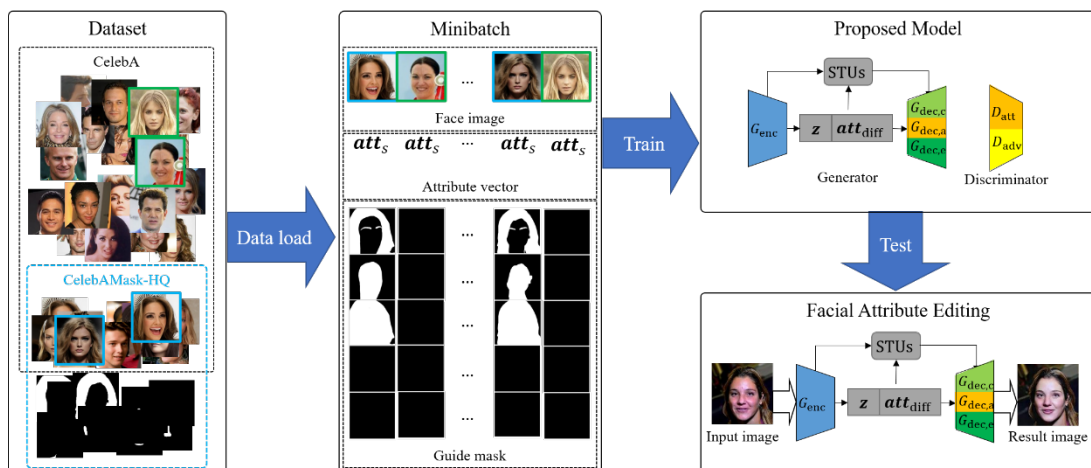 Dataset
CelebA
CelebAMask-HQ
Data load
Minibatch
...
Face image
att_S att_S ... att_S att_S
Attribute vector
...
...
...
...
...
Guide mask
Train
Proposed Model
STUs
G_enc
z att_diff
G_dec,c
G_dec,a
G_dec,e
D_att
D_adv
Generator
Discriminator
Test
Facial Attribute Editing
STUs
G_enc
z att_diff
G_dec,c
G_dec,a
G_dec,e
Input image
Result image